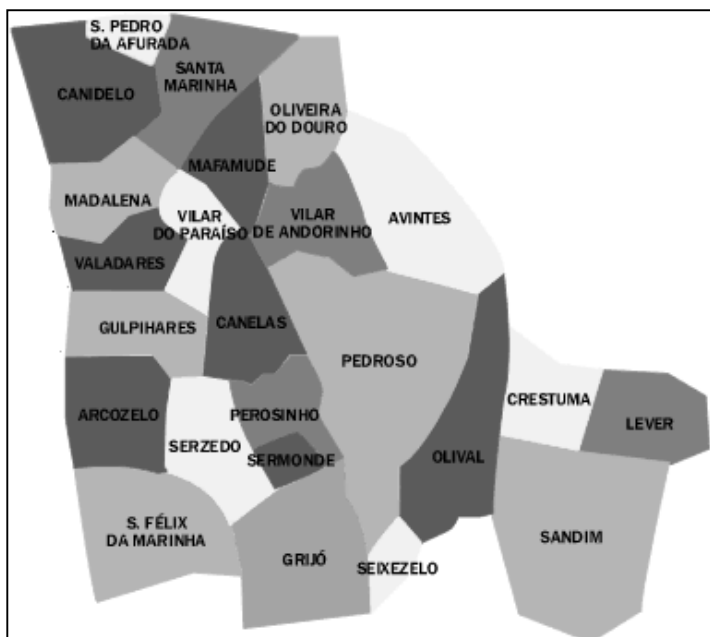 S. PEDRO
DA AFURADA
SANTA
MARINHA
CANIDELO
OLIVEIRA
DO DOURO
MAFAMUDE
MADALENA
VILAR
DO PARAÍSO
VILAR
DE ANDORINHO
AVINTES
VALADARES
GULPIHARES
CANELAS
PEDROSO
CRESTUMA
LEVER
ARCOZELO
PEROSINHO
SERZEDO
SERMONDE
OLIVAL
S. FÉLIX
DA MARINHA
GRIJÓ
SEIXEZELO
SANDIM